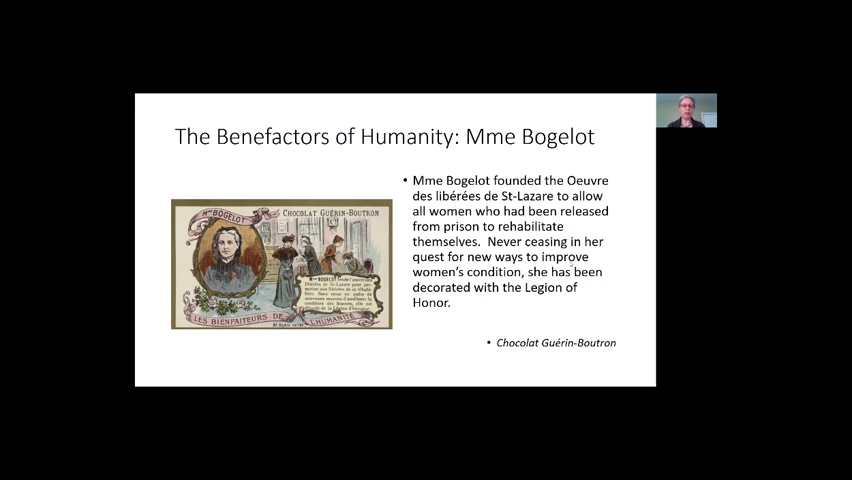 The Benefactors of Humanity: Mme Bogelot
Mme BOGELOT
CHOCOLAT GUÉRIN-BOUTRON
LES BIENFAITEURS DE
L'HUMANITÉ
• Mme Bogelot founded the Oeuvre
des libérées de St-Lazare to allow
all women who had been released
from prison to rehabilitate
themselves.  Never ceasing in her
quest for new ways to improve
women's condition, she has been
decorated with the Legion of
Honor.
• Chocolat Guérin-Boutron